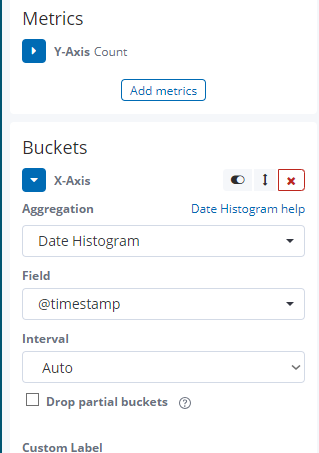 Metrics
Y-Axis Count
Add metrics
Buckets
X-Axis
Aggregation Date Histogram help
Date Histogram
Field
@timestamp
Interval
Auto
Drop partial buckets
Custom Label